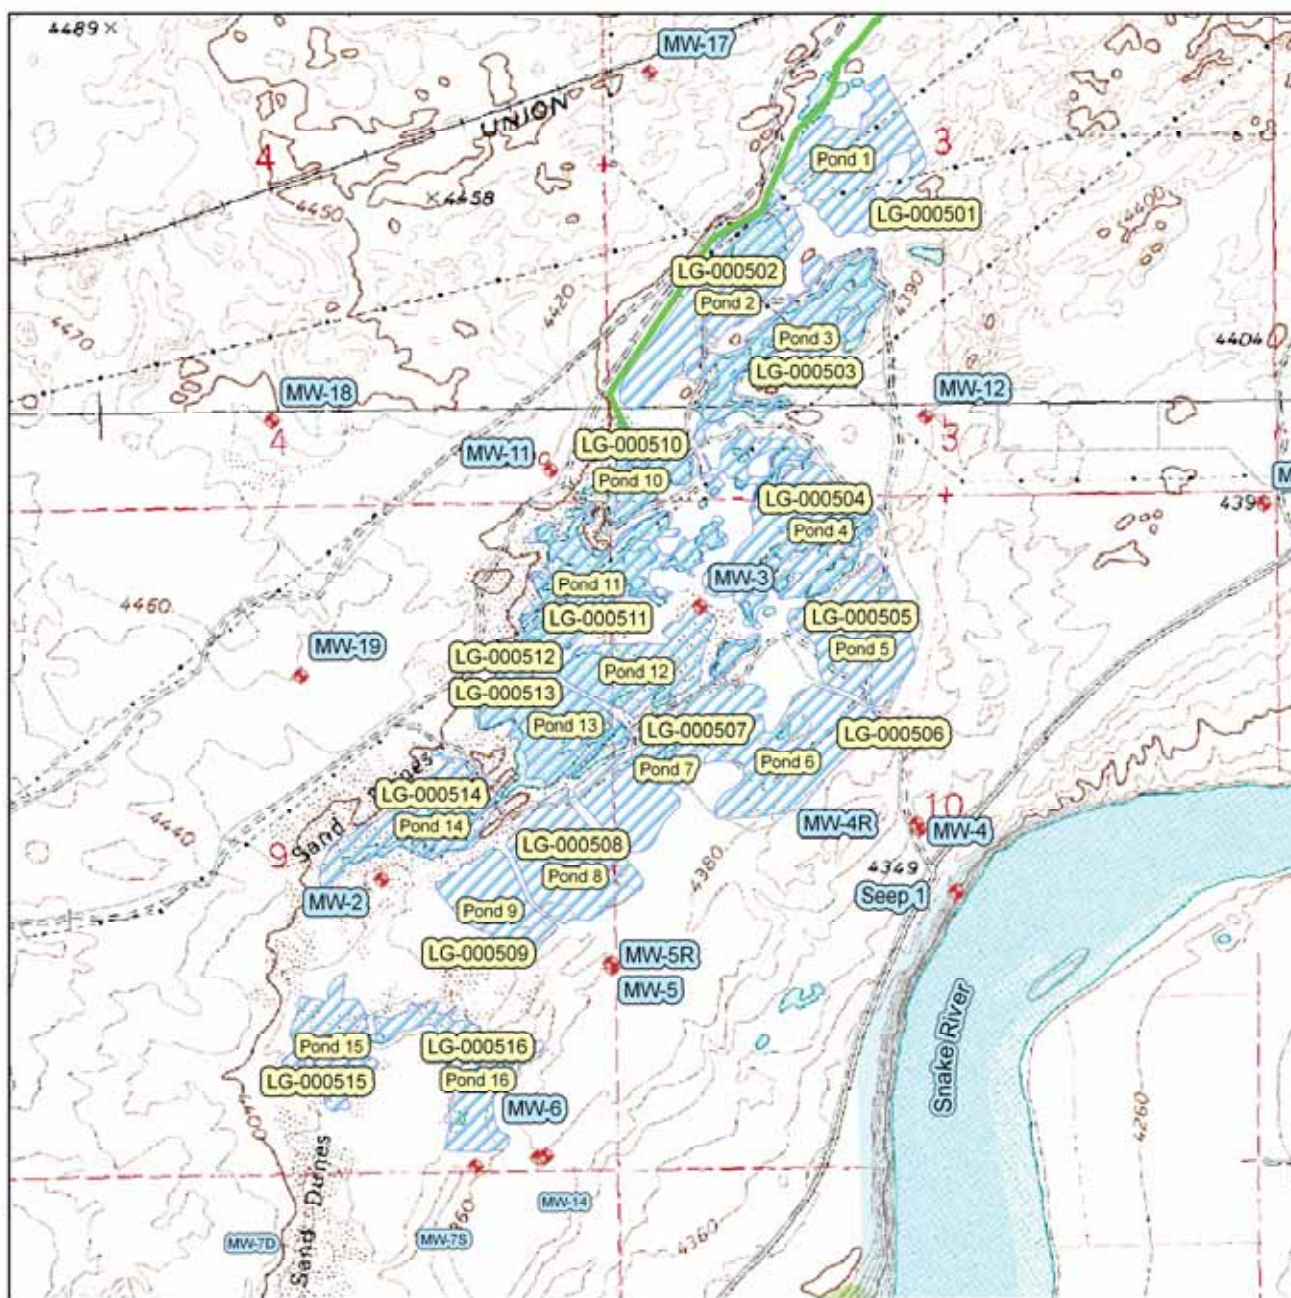 4489
MW-17
UNION
4
3
Pond 1
4458
4450
LG-000501
4400
LG-000502
4420
4390
Pond 2
4470
Pond 3
4404
LG-000503
MW-18
MW-12
4
3
LG-000510
MW-11
Pond 10
LG-000504
439
Pond 4
MW-3
Pond 11
4460
LG-000511
LG-000505
MW-19
Pond 5
LG-000512
Pond 12
LG-000513
Pond 13
LG-000507
LG-000506
Pond 6
Pond 7
LG-000514
10
Pond 14
MW-4R
MW-4
4440
Sand Dunes
9
LG-000508
4380
4349
Pond 8
Seep 1
MW-2
Pond 9
LG-000509
MW-5R
MW-5
Snake River
Pond 15
LG-000516
LG-000515
Pond 16
4400
MW-6
4260
Sand Dunes
MW-14
MW-7D
MW-7S
4360